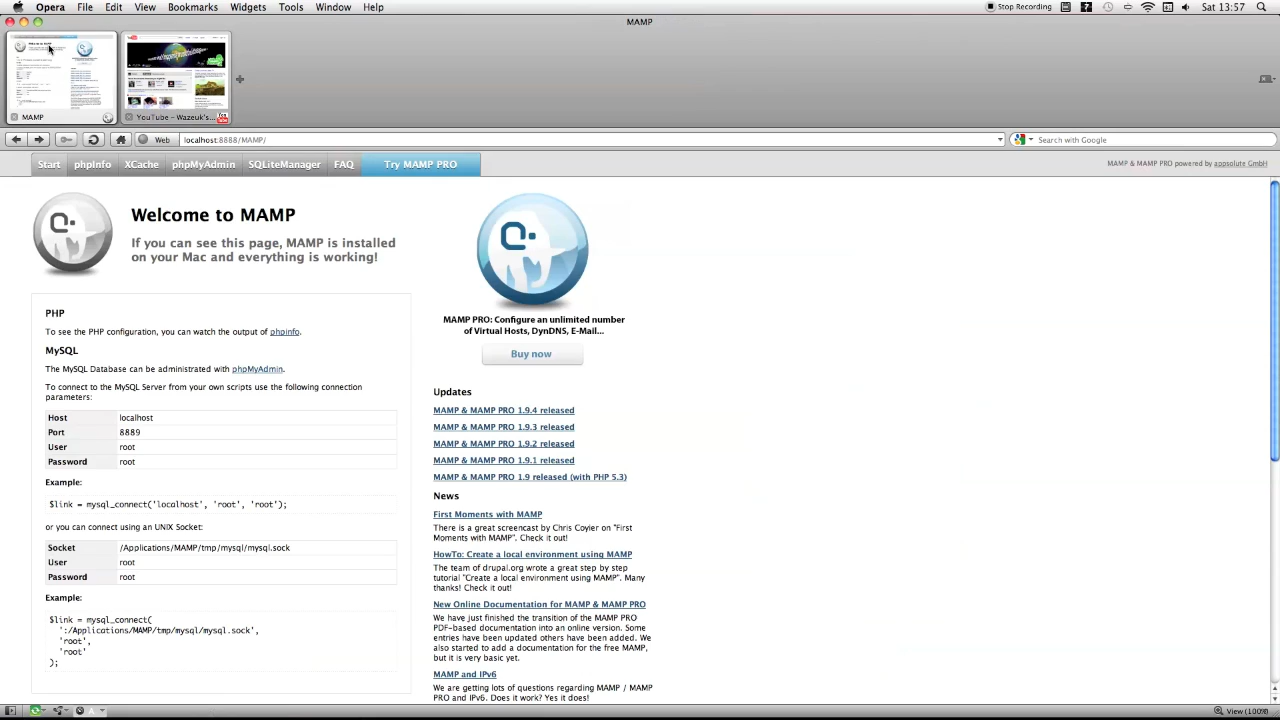 Opera File Edit View Bookmarks Widgets Tools Window Help
Stop Recording
Sat 13:57
MAMP
MAMP
YouTube - Wazeuk's...
Web
localhost:8888/MAMP/
Search with Google
Start phpInfo XCache phpMyAdmin SQLiteManager FAQ Try MAMP PRO
MAMP & MAMP PRO powered by appsolute GmbH
Welcome to MAMP
If you can see this page, MAMP is installed
on your Mac and everything is working!
PHP
To see the PHP configuration, you can watch the output of phpinfo.
MySQL
The MySQL Database can be administrated with phpMyAdmin.
To connect to the MySQL Server from your own scripts use the following connection
parameters:
Host localhost
Port 8889
User root
Password root
Example:
$link = mysql_connect('localhost', 'root', 'root');
or you can connect using an UNIX Socket:
Socket /Applications/MAMP/tmp/mysql/mysql.sock
User root
Password root
Example:
$link = mysql_connect(
':/Applications/MAMP/tmp/mysql/mysql.sock',
'root',
'root'
);
MAMP PRO: Configure an unlimited number
of Virtual Hosts, DynDNS, E-Mail...
Buy now
Updates
MAMP & MAMP PRO 1.9.4 released
MAMP & MAMP PRO 1.9.3 released
MAMP & MAMP PRO 1.9.2 released
MAMP & MAMP PRO 1.9.1 released
MAMP & MAMP PRO 1.9 released (with PHP 5.3)
News
First Moments with MAMP
There is a great screencast by Chris Coyier on "First
Moments with MAMP". Check it out!
HowTo: Create a local environment using MAMP
The team of drupal.org wrote a great step by step
tutorial "Create a local environment using MAMP". Many
thanks! Check it out!
New Online Documentation for MAMP & MAMP PRO
We have just finished the transition of the MAMP PRO
PDF-based documentation into an online version. Some
entries have been updated others have been added. We
also started to add a documentation for the free MAMP,
but it is very basic yet.
MAMP and IPv6
We are getting lots of questions regarding MAMP / MAMP
PRO and IPv6. Does it work? Yes it does!
View (100%)